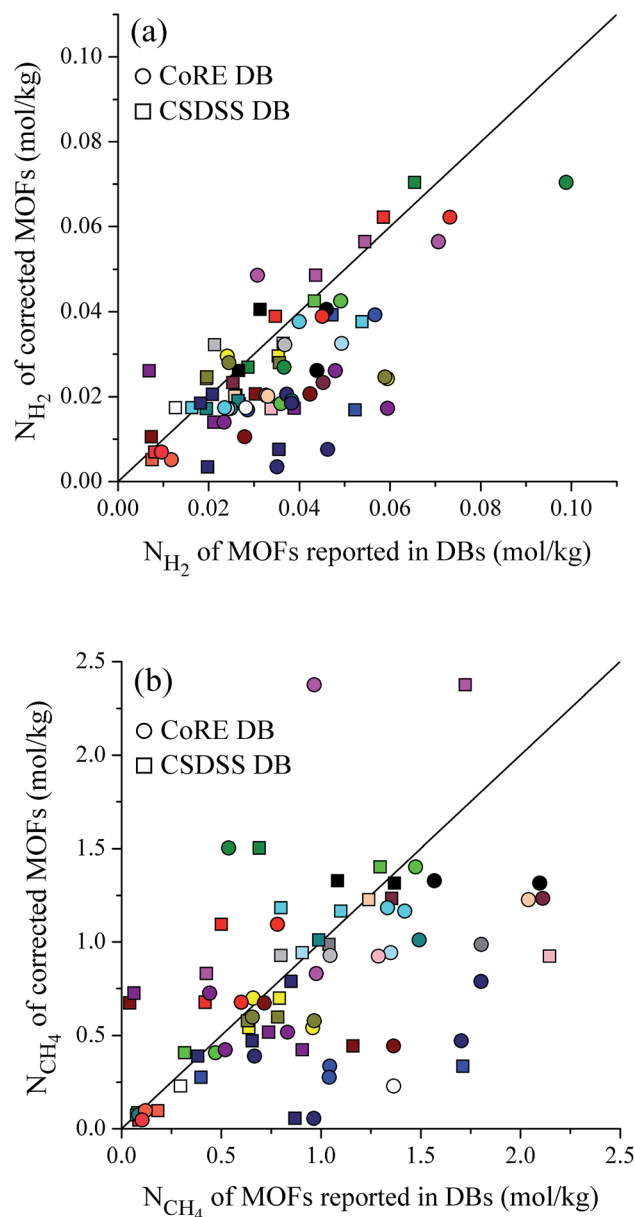 (a)
CoRE DB
CSDSS DB
0.10
0.08
0.06
0.04
0.02
0.00
N_H2 of corrected MOFs (mol/kg)
0.00 0.02 0.04 0.06 0.08 0.10
N_H2 of MOFs reported in DBs (mol/kg)
(b)
CoRE DB
CSDSS DB
2.5
2.0
1.5
1.0
0.5
0.0
N_CH4 of corrected MOFs (mol/kg)
0.0 0.5 1.0 1.5 2.0 2.5
N_CH4 of MOFs reported in DBs (mol/kg)